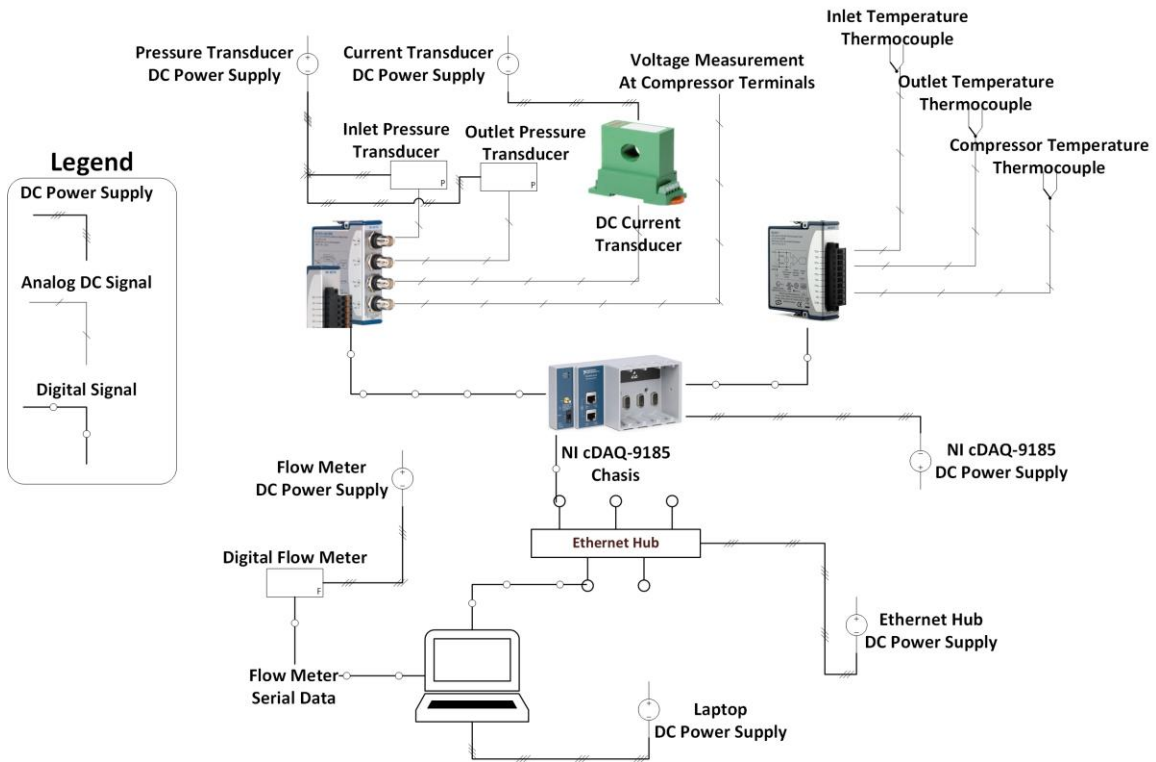 Inlet Temperature
Thermocouple
Pressure Transducer
DC Power Supply
Current Transducer
DC Power Supply
Voltage Measurement
At Compressor Terminals
Outlet Temperature
Thermocouple
Inlet Pressure
Transducer
Outlet Pressure
Transducer
Compressor Temperature
Thermocouple
P
P
Legend
DC Power Supply
Analog DC Signal
Digital Signal
DC Current
Transducer
NI cDAQ-9185
Chasis
NI cDAQ-9185
DC Power Supply
Flow Meter
DC Power Supply
Ethernet Hub
Digital Flow Meter
F
Ethernet Hub
DC Power Supply
Flow Meter
Serial Data
Laptop
DC Power Supply